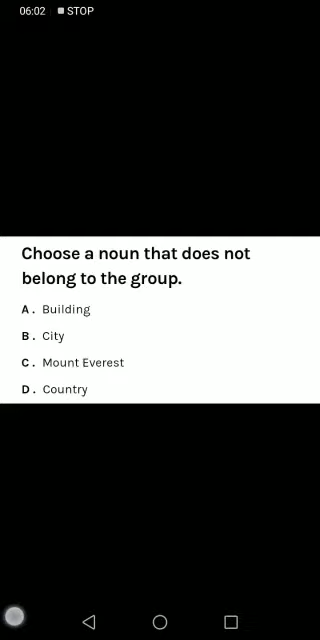 06:02 STOP
Choose a noun that does not
belong to the group.
A. Building
B. City
C. Mount Everest
D. Country